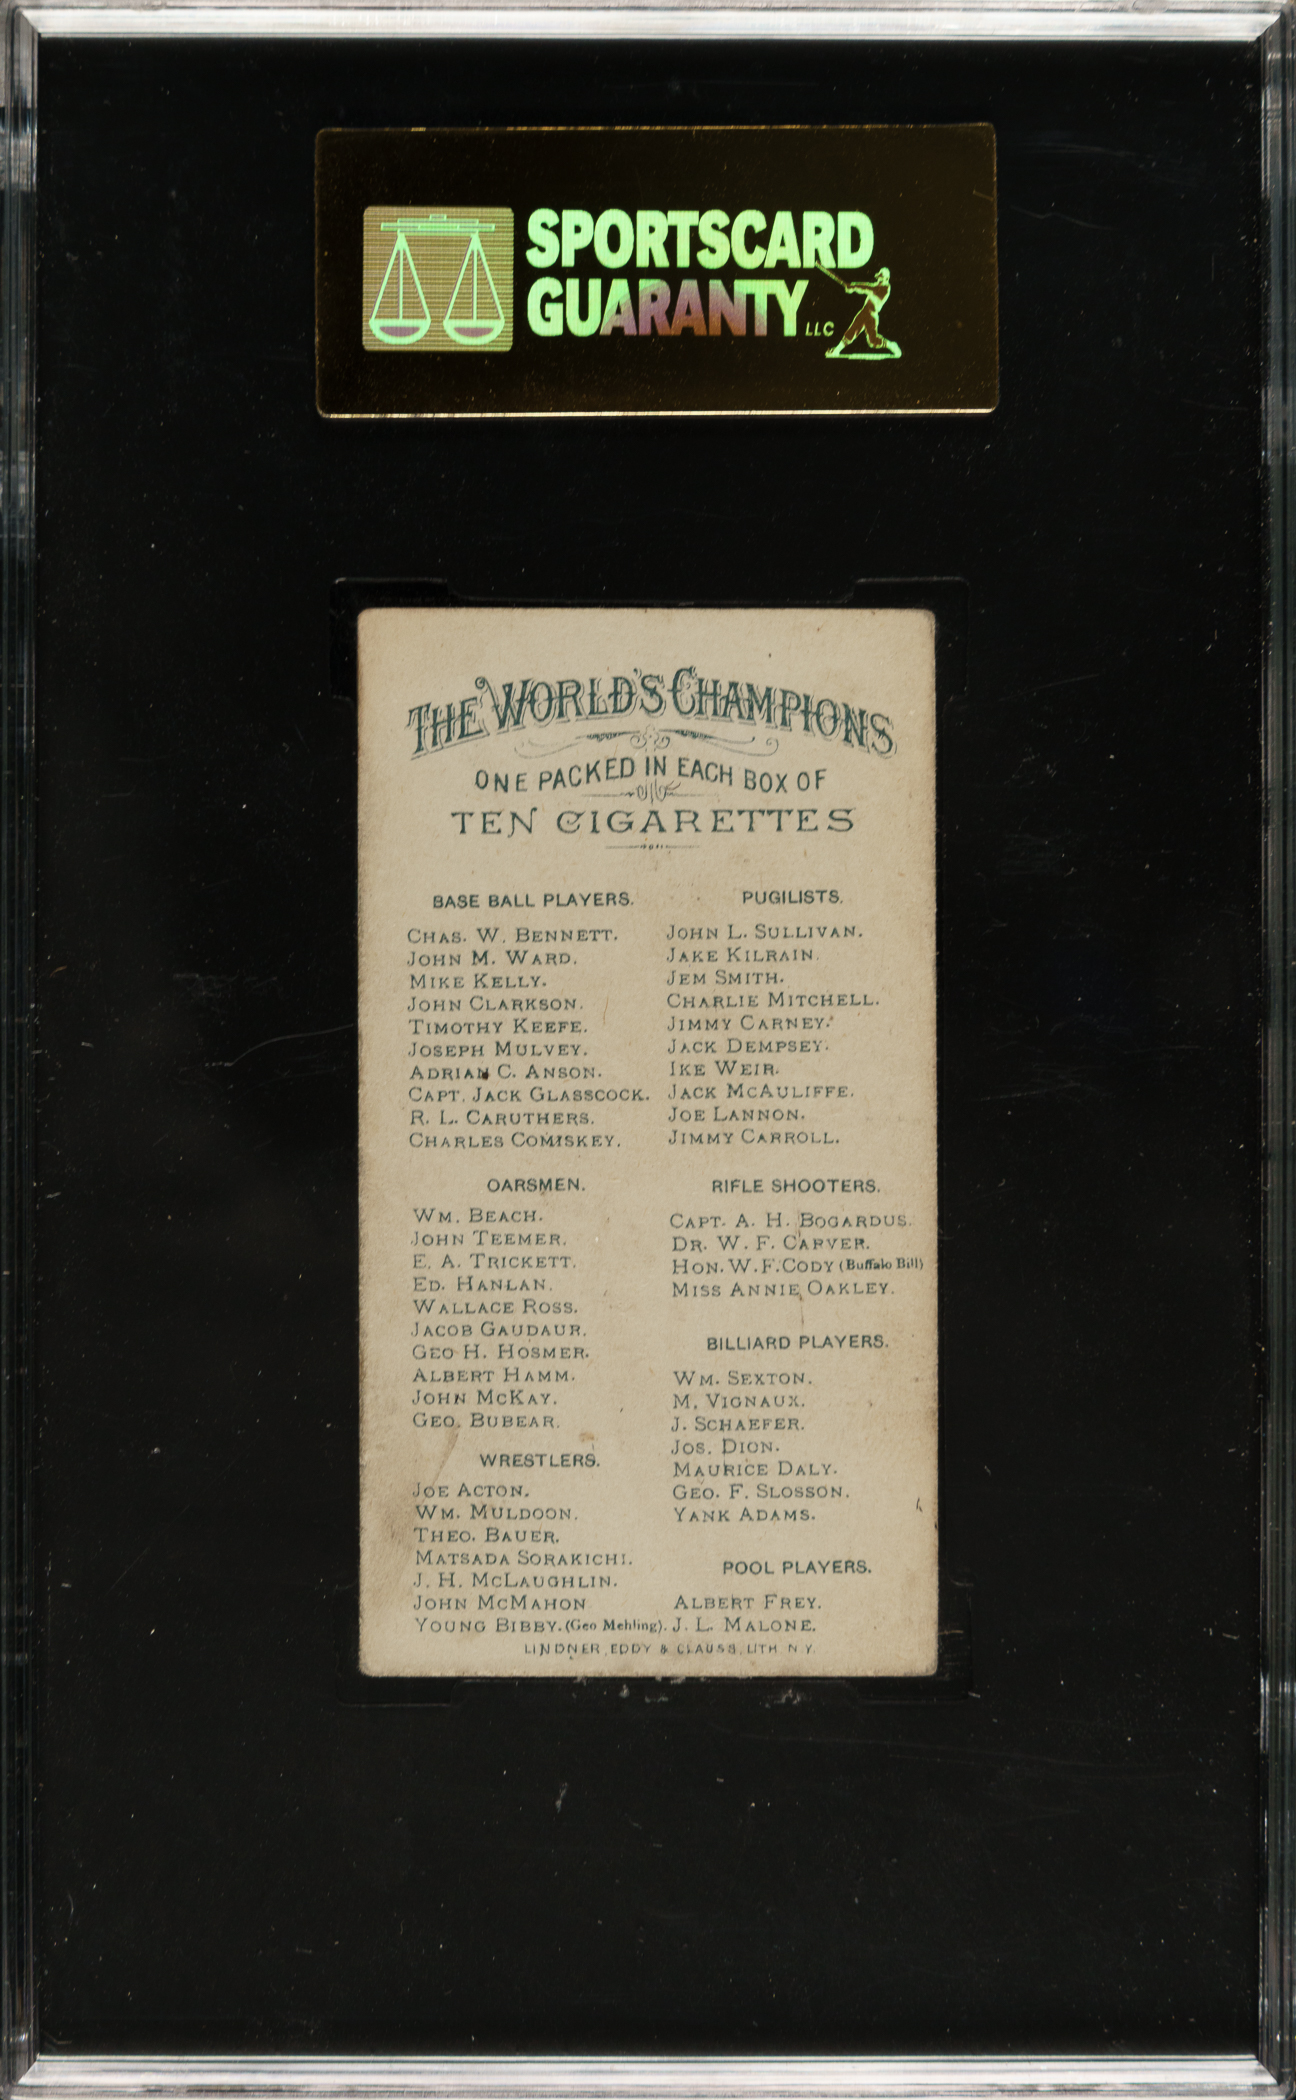 SPORTSCARD
GUARANTY LLC
THE WORLD'S CHAMPIONS
ONE PACKED IN EACH BOX OF
TEN CIGARETTES
BASE BALL PLAYERS.
CHAS. W. BENNETT.
JOHN M. WARD.
MIKE KELLY.
JOHN CLARKSON.
TIMOTHY KEEFE.
JOSEPH MULVEY.
ADRIAN C. ANSON.
CAPT. JACK GLASSCOCK.
R. L. CARUTHERS.
CHARLES COMISKEY.
OARSMEN.
WM. BEACH.
JOHN TEEMER.
E. A. TRICKETT.
ED. HANLAN.
WALLACE ROSS.
JACOB GAUDAUR.
GEO H. HOSMER.
ALBERT HAMM.
JOHN MCKAY.
GEO. BUBEAR.
WRESTLERS.
JOE ACTON.
WM. MULDOON.
THEO. BAUER.
MATSADA SORAKICHI.
J. H. MCLAUGHLIN.
JOHN MCMAHON
YOUNG BIBBY. (Geo Mehling).
PUGILISTS.
JOHN L. SULLIVAN.
JAKE KILRAIN.
JEM SMITH.
CHARLIE MITCHELL.
JIMMY CARNEY.
JACK DEMPSEY.
IKE WEIR.
JACK MCAULIFFE.
JOE LANNON.
JIMMY CARROLL.
RIFLE SHOOTERS.
CAPT. A. H. BOGARDUS.
DR. W. F. CARVER.
HON. W. F. CODY (Buffalo Bill)
MISS ANNIE OAKLEY.
BILLIARD PLAYERS.
WM. SEXTON.
M. VIGNAUX.
J. SCHAEFER.
JOS. DION.
MAURICE DALY.
GEO. F. SLOSSON.
YANK ADAMS.
POOL PLAYERS.
ALBERT FREY.
J. L. MALONE.
LINDNER, EDDY & CLAUSS, LITH. N.Y.